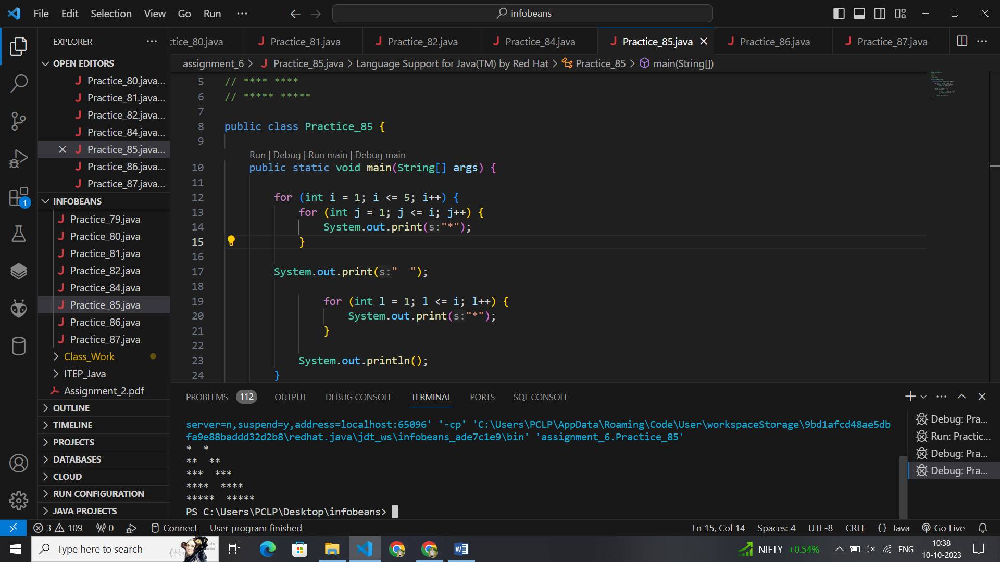 File Edit Selection View Go Run ··· infobeans
EXPLORER ···
OPEN EDITORS
Practice_80.java...
Practice_81.java...
Practice_82.java...
Practice_84.java...
Practice_85.java...
Practice_86.java...
Practice_87.java...
INFOBEANS
Practice_79.java
Practice_80.java
Practice_81.java
Practice_82.java
Practice_84.java
Practice_85.java
Practice_86.java
Practice_87.java
Class_Work
ITEP_Java
Assignment_2.pdf
OUTLINE
TIMELINE
PROJECTS
DATABASES
CLOUD
RUN CONFIGURATION
JAVA PROJECTS
1
ctice_80.java Practice_81.java Practice_82.java Practice_84.java Practice_85.java Practice_86.java Practice_87.java
assignment_6 > Practice_85.java > Language Support for Java(TM) by Red Hat > Practice_85 > main(String[])
5 // **** ****
6 // ***** *****
7
8 public class Practice_85 {
9
Run | Debug | Run main | Debug main
10 public static void main(String[] args) {
11
12 for (int i = 1; i <= 5; i++) {
13 for (int j = 1; j <= i; j++) {
14 System.out.print(s:"*");
15 }
16
17 System.out.print(s:"  ");
18
19 for (int l = 1; l <= i; l++) {
20 System.out.print(s:"*");
21 }
22
23 System.out.println();
24 }
PROBLEMS 112 OUTPUT DEBUG CONSOLE TERMINAL PORTS SQL CONSOLE
server=n,suspend=y,address=localhost:65096' '-cp' 'C:\Users\PCLP\AppData\Roaming\Code\User\workspaceStorage\9bd1afcd48ae5db
fa9e88baddd32d2b8\redhat.java\jdt_ws\infobeans_ade7c1e9\bin' 'assignment_6.Practice_85'
*  *
**  **
***  ***
****  ****
*****  *****
PS C:\Users\PCLP\Desktop\infobeans>
Debug: Pra...
Run: Practic...
Debug: Pra...
Debug: Pra...
3 109 0 Connect User program finished Ln 15, Col 14 Spaces: 4 UTF-8 CRLF {} Java Go Live
Type here to search NIFTY +0.54% ENG 10:38
10-10-2023